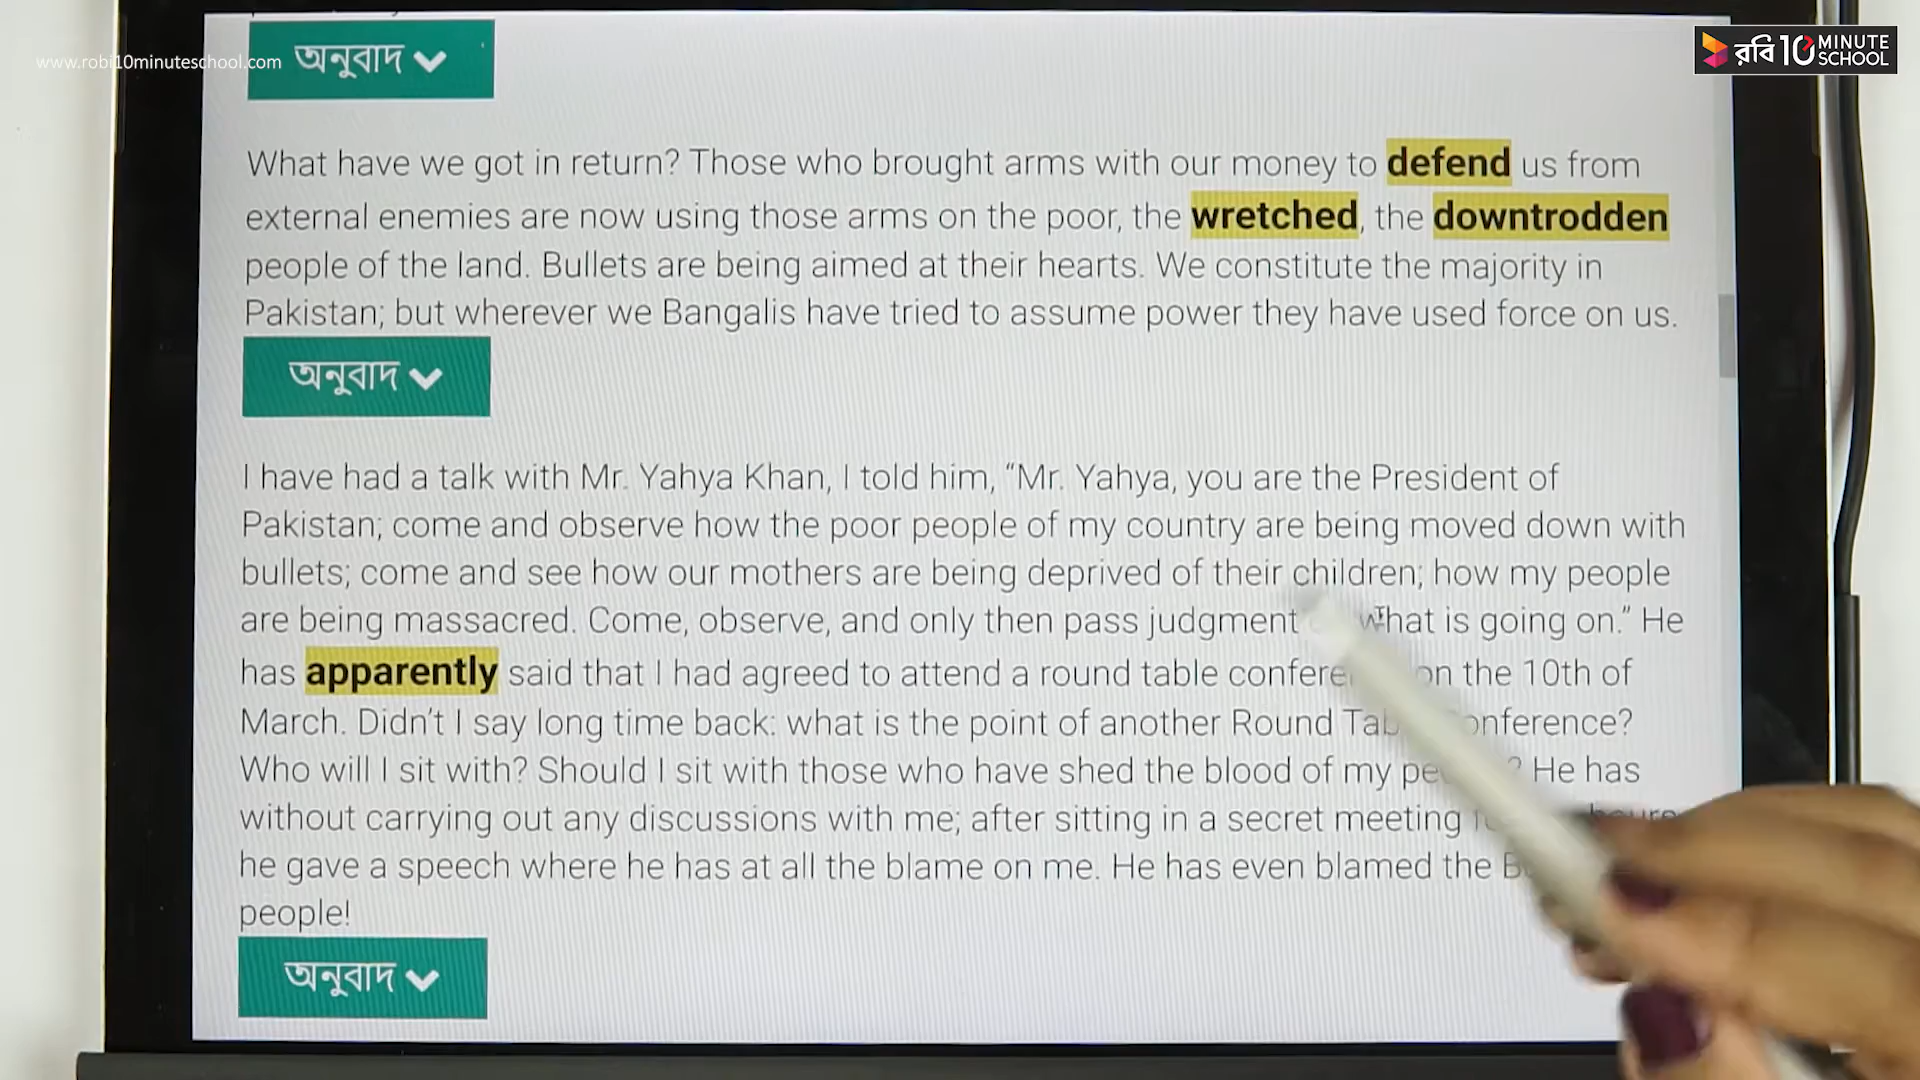 www.robi10minuteschool.com
অনুবাদ
রবি 10 MINUTE SCHOOL
What have we got in return? Those who brought arms with our money to defend us from
external enemies are now using those arms on the poor, the wretched, the downtrodden
people of the land. Bullets are being aimed at their hearts. We constitute the majority in
Pakistan; but wherever we Bangalis have tried to assume power they have used force on us.
অনুবাদ
I have had a talk with Mr. Yahya Khan, I told him, “Mr. Yahya, you are the President of
Pakistan; come and observe how the poor people of my country are being moved down with
bullets; come and see how our mothers are being deprived of their children; how my people
are being massacred. Come, observe, and only then pass judgment what is going on.” He
has apparently said that I had agreed to attend a round table on the 10th of
March. Didn’t I say long time back: what is the point of another Round
Who will I sit with? Should I sit with those who have shed the blood of my He has
without carrying out any discussions with me; after sitting in a secret meeting
he gave a speech where he has at all the blame on me. He has even blamed the
people!
অনুবাদ